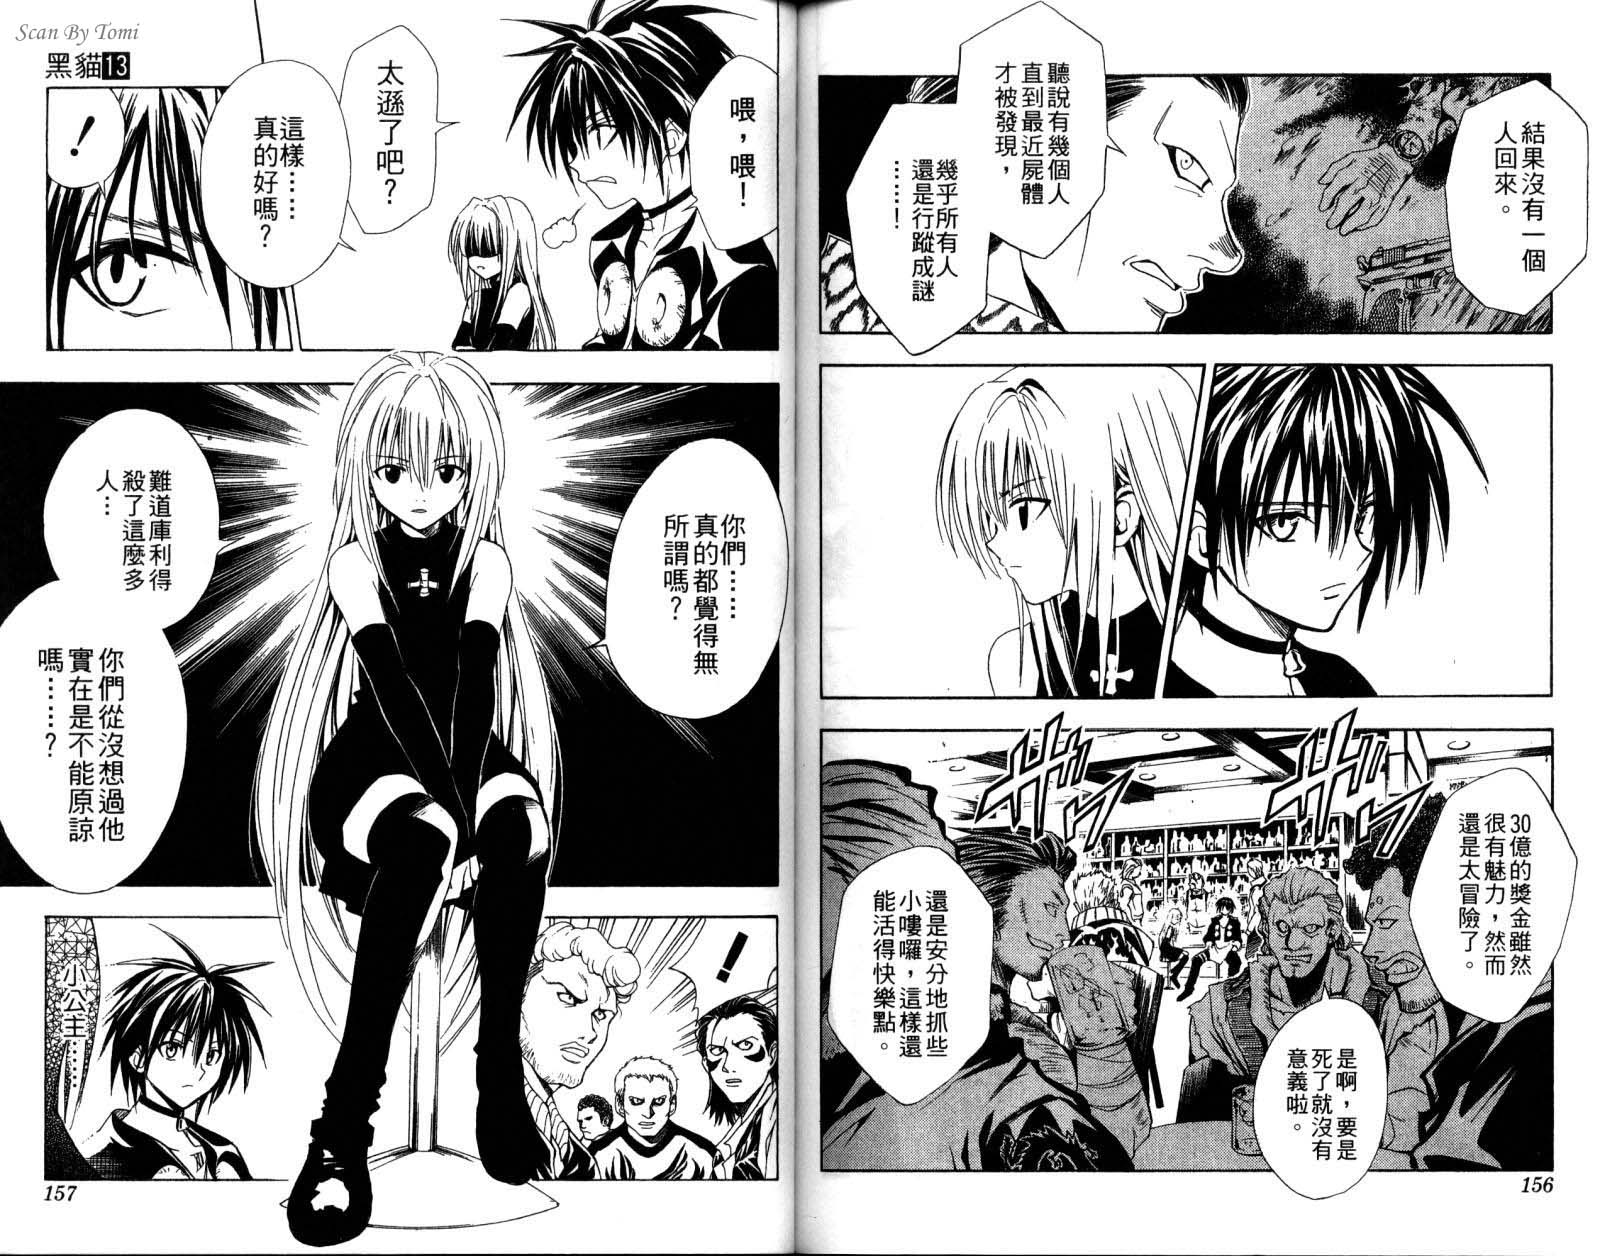 Scan By Tomi
黑貓13
結果沒有一個
人回來。
聽說有幾個人
直到最近屍體
才被發現，
幾乎所有人
還是行蹤成謎
……！
30億的獎金雖然
很有魅力，然而
還是太冒險了。
ザワ
ザワ
是啊，要是
死了就沒有
意義啦。
還是安分地抓些
小嘍囉，這樣還
能活得快樂點。
156
喂，喂！
太遜了吧？
這樣……
真的好嗎？
！
你們……
真的都覺得無
所謂嗎？
難道庫利得
殺了這麼多
人…
你們從沒想過他
實在是不能原諒
嗎……？
！
小公主……
157